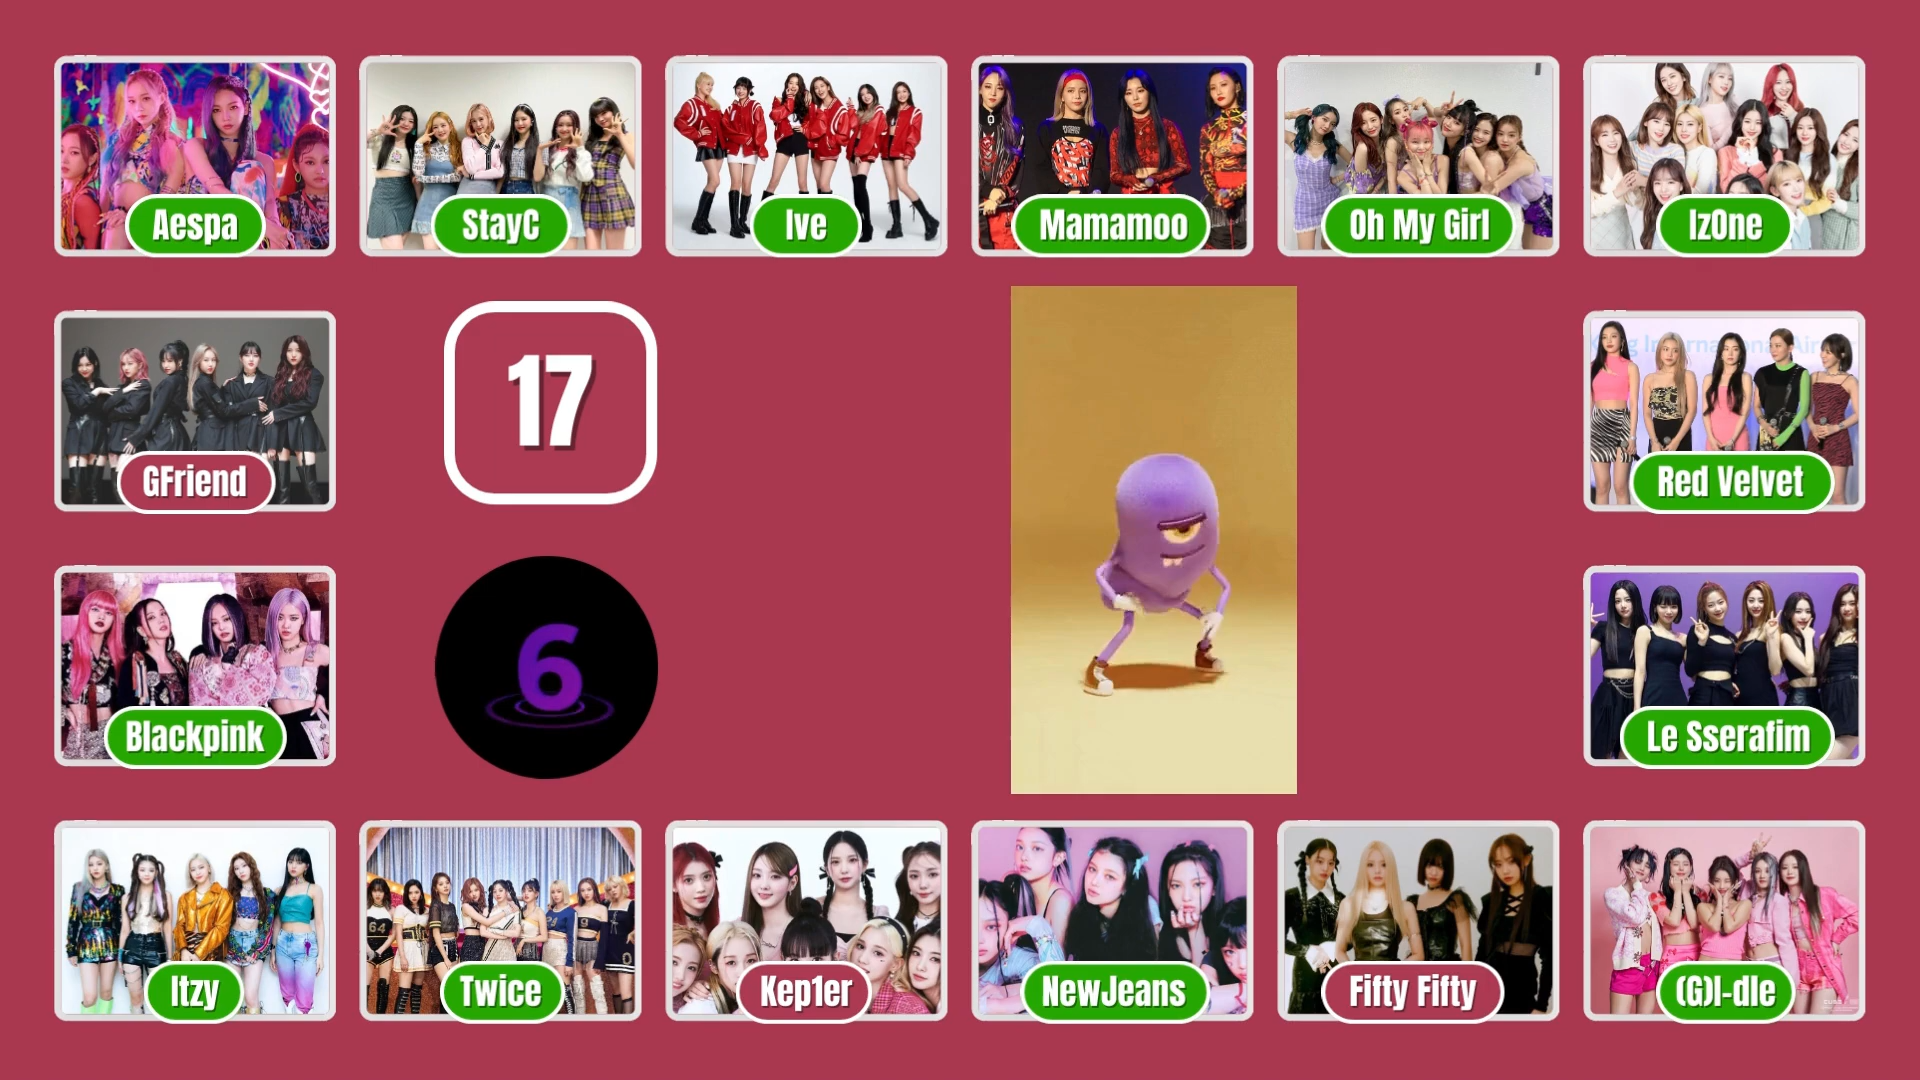 Aespa
StayC
Ive
Mamamoo
Oh My Girl
IzOne
GFriend
17
Red Velvet
Blackpink
6
Le Sserafim
Itzy
Twice
Kep1er
NewJeans
Fifty Fifty
(G)I-dle